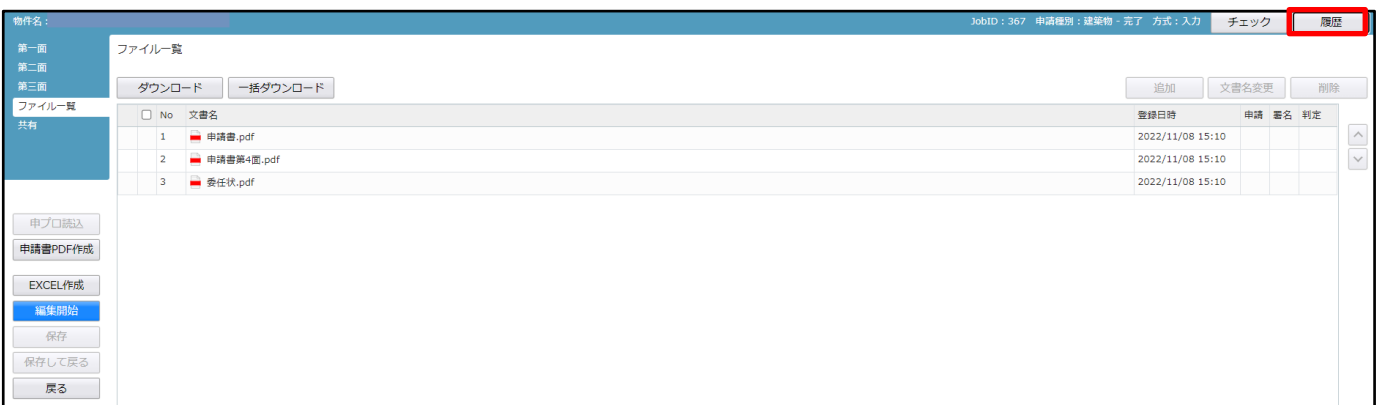 物件名：
JobID：367 申請種別：建築物 - 完了 方式：入力 チェック 履歴
第一面
第二面
第三面
ファイル一覧
共有
申プロ読込
申請書PDF作成
EXCEL作成
編集開始
保存
保存して戻る
戻る
ファイル一覧
ダウンロード 一括ダウンロード 追加 文書名変更 削除
No 文書名 登録日時 申請 署名 判定
1 申請書.pdf 2022/11/08 15:10
2 申請書第4面.pdf 2022/11/08 15:10
3 委任状.pdf 2022/11/08 15:10